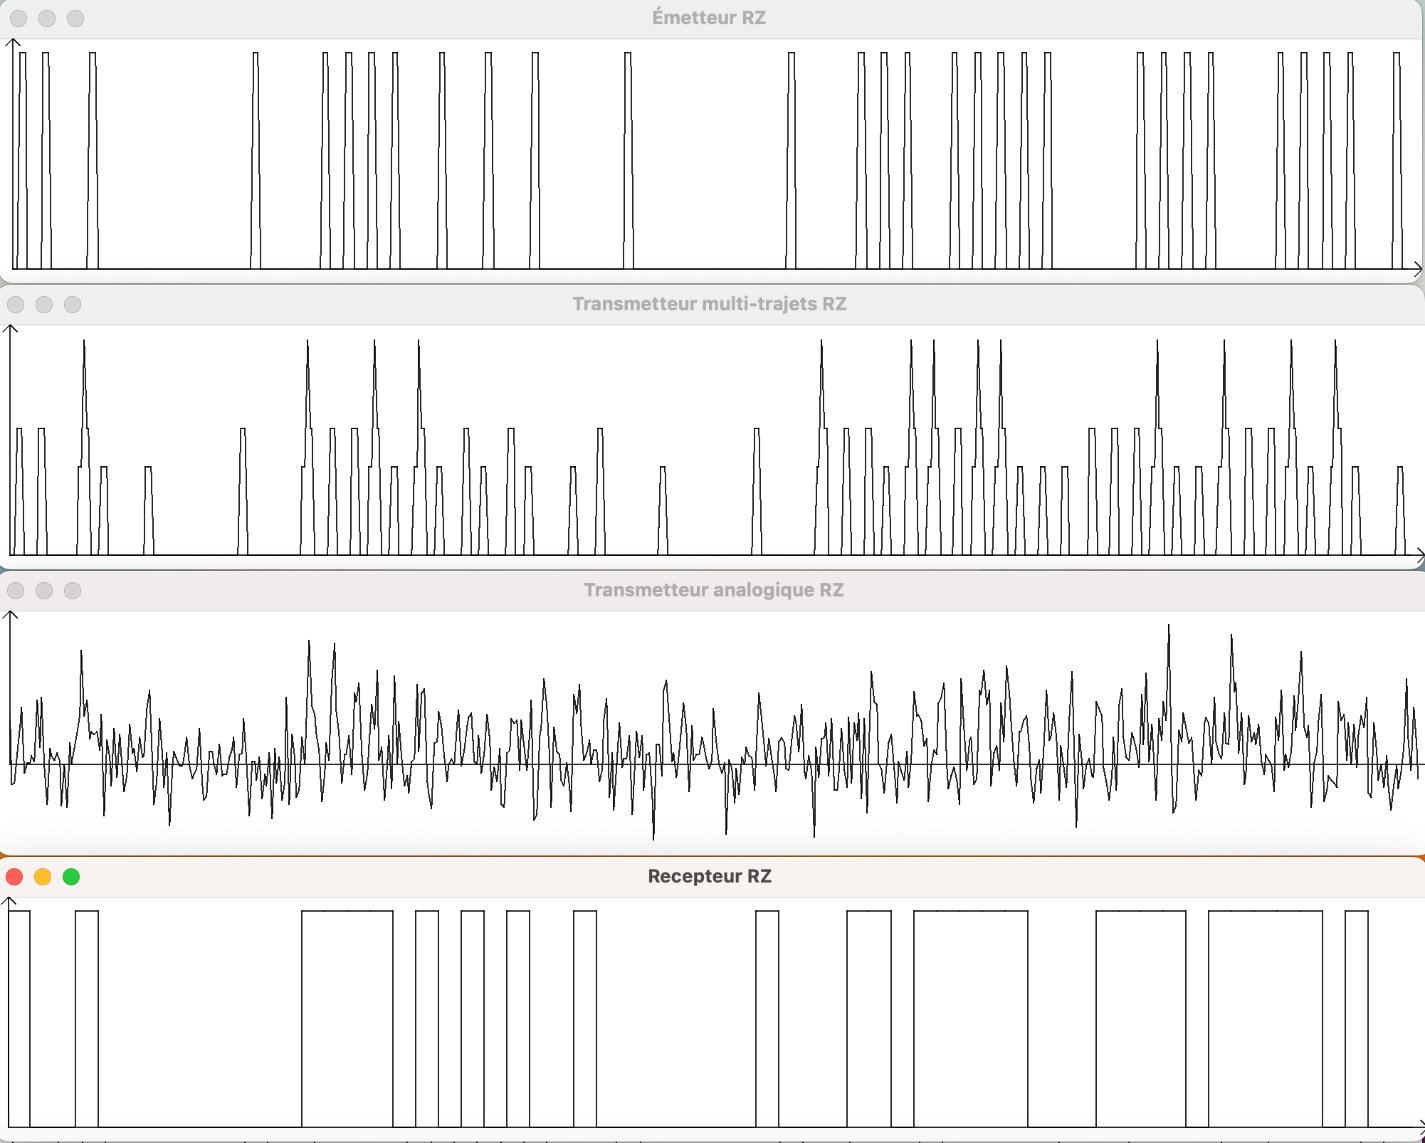 Émetteur RZ
Transmetteur multi-trajets RZ
Transmetteur analogique RZ
Recepteur RZ